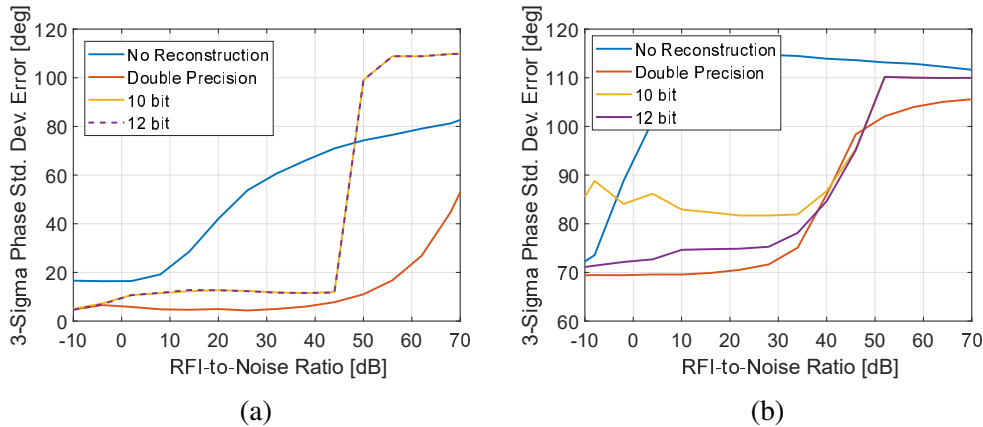 3-Sigma Phase Std. Dev. Error [deg]
120
100
80
60
40
20
0
-10
0
10
20
30
40
50
60
70
RFI-to-Noise Ratio [dB]
No Reconstruction
Double Precision
10 bit
12 bit
(a)
3-Sigma Phase Std. Dev. Error [deg]
120
110
100
90
80
70
60
-10
0
10
20
30
40
50
60
70
RFI-to-Noise Ratio [dB]
No Reconstruction
Double Precision
10 bit
12 bit
(b)